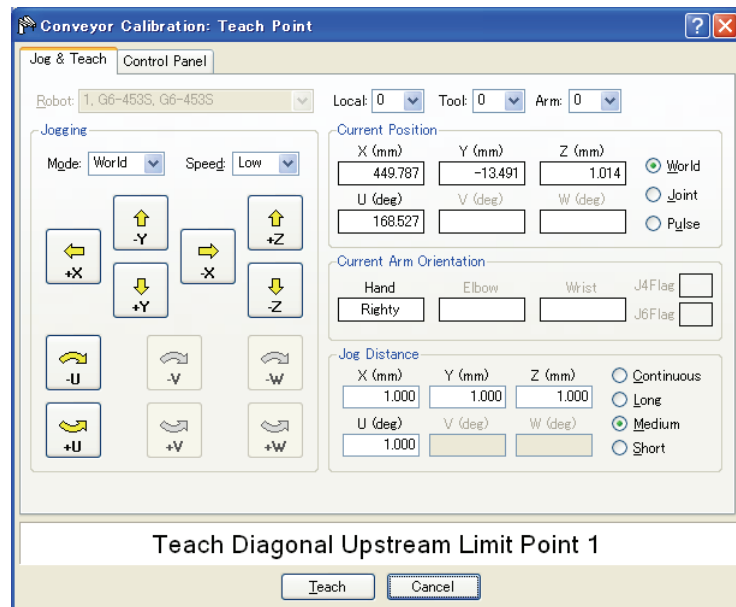 Conveyor Calibration: Teach Point
Jog & Teach Control Panel
Robot: 1, G6-453S, G6-453S Local: 0 Tool: 0 Arm: 0
Jogging
Mode: World Speed: Low
-Y +Z
+X -X
+Y -Z
-U -V -W
+U +V +W
Current Position
X (mm) Y (mm) Z (mm)
449.787 -13.491 1.014
U (deg) V (deg) W (deg)
168.527
World
Joint
Pulse
Current Arm Orientation
Hand Elbow Wrist J4Flag
Righty J6Flag
Jog Distance
X (mm) Y (mm) Z (mm)
1.000 1.000 1.000
U (deg) V (deg) W (deg)
1.000
Continuous
Long
Medium
Short
Teach Diagonal Upstream Limit Point 1
Teach Cancel